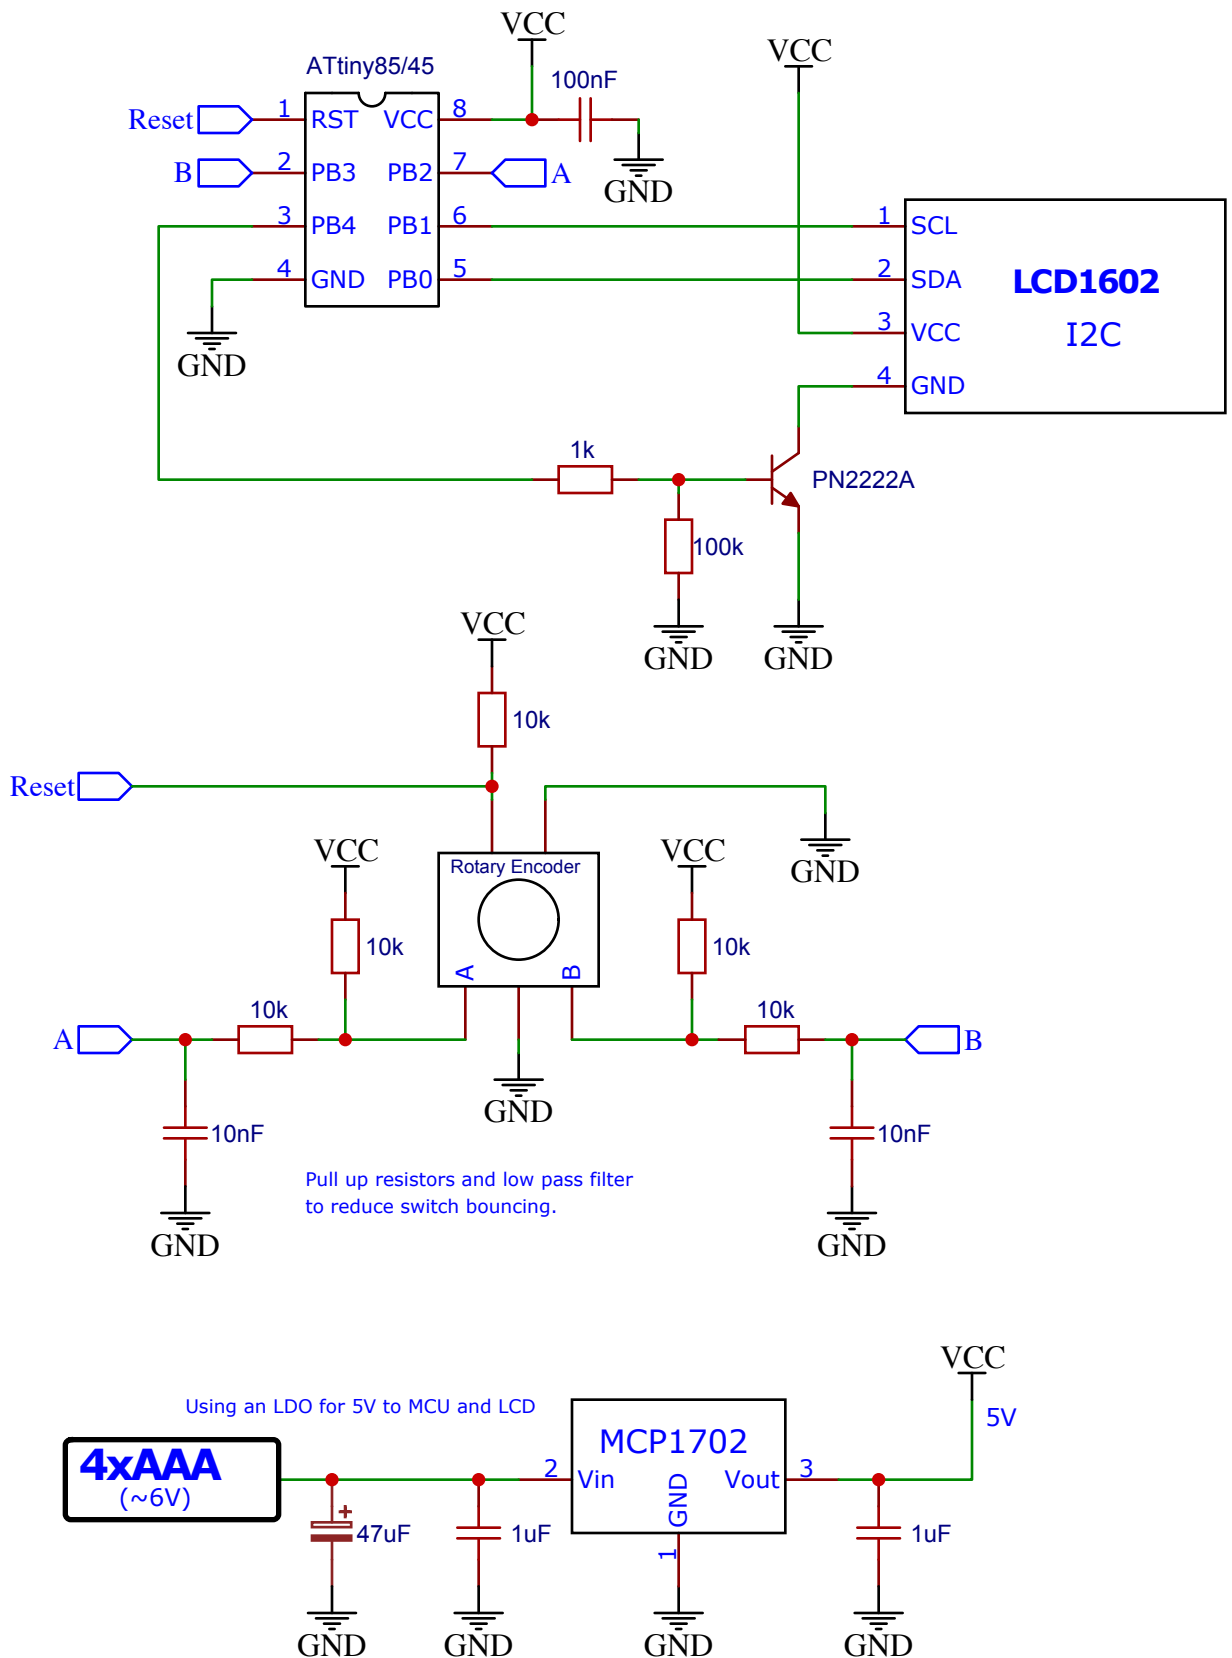 VCC
VCC
ATtiny85/45
100nF
Reset
1
RST
VCC
8
GND
B
2
PB3
PB2
7
A
3
PB4
PB1
6
1
SCL
4
GND
PB0
5
2
SDA
LCD1602
GND
3
VCC
I2C
4
GND
1k
PN2222A
100k
GND
GND
VCC
10k
Reset
VCC
VCC
GND
Rotary Encoder
10k
10k
A
B
10k
10k
A
B
GND
10nF
10nF
Pull up resistors and low pass filter
to reduce switch bouncing.
GND
GND
VCC
Using an LDO for 5V to MCU and LCD
5V
4xAAA
(~6V)
MCP1702
2
Vin
GND
Vout
3
+
47uF
1uF
1
1uF
GND
GND
GND
GND